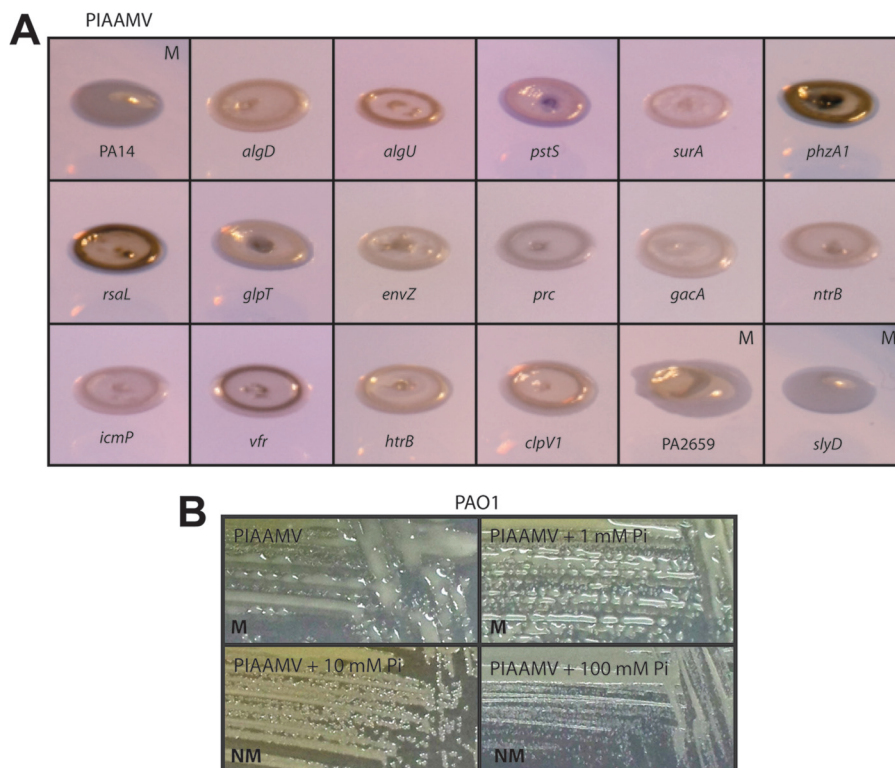 A
PIAAMV
M
PA14
algD
algU
pstS
surA
phzA1
rsaL
glpT
envZ
prc
gacA
ntrB
M
M
icmP
vfr
htrB
clpV1
PA2659
slyD
B
PAO1
PIAAMV
PIAAMV + 1 mM Pi
M
M
PIAAMV + 10 mM Pi
PIAAMV + 100 mM Pi
NM
NM